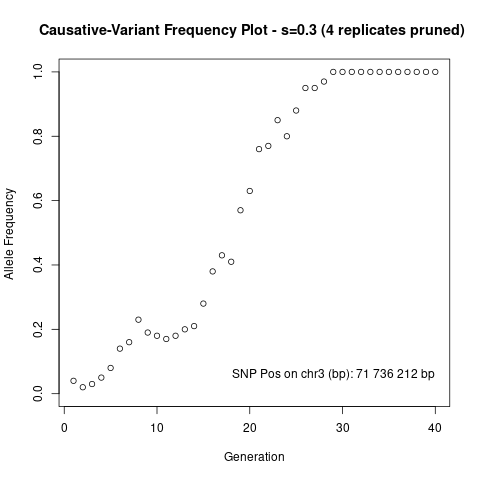 Causative-Variant Frequency Plot - s=0.3 (4 replicates pruned)
1.0
0.8
0.6
0.4
0.2
0.0
Allele Frequency
SNP Pos on chr3 (bp): 71 736 212 bp
0 10 20 30 40
Generation